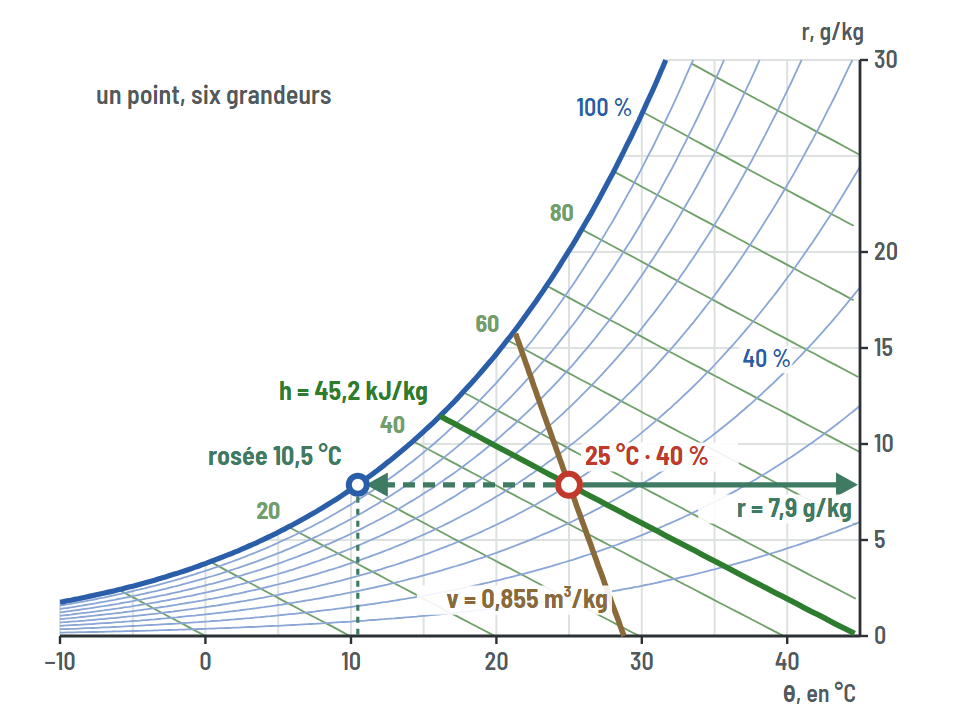 r, g/kg
30
un point, six grandeurs
100 %
80
20
60
15
40 %
h = 45,2 kJ/kg
40
10
rosée 10,5 °C
25 °C · 40 %
20
r = 7,9 g/kg
5
v = 0,855 m³/kg
0
−10 0 10 20 30 40
θ, en °C